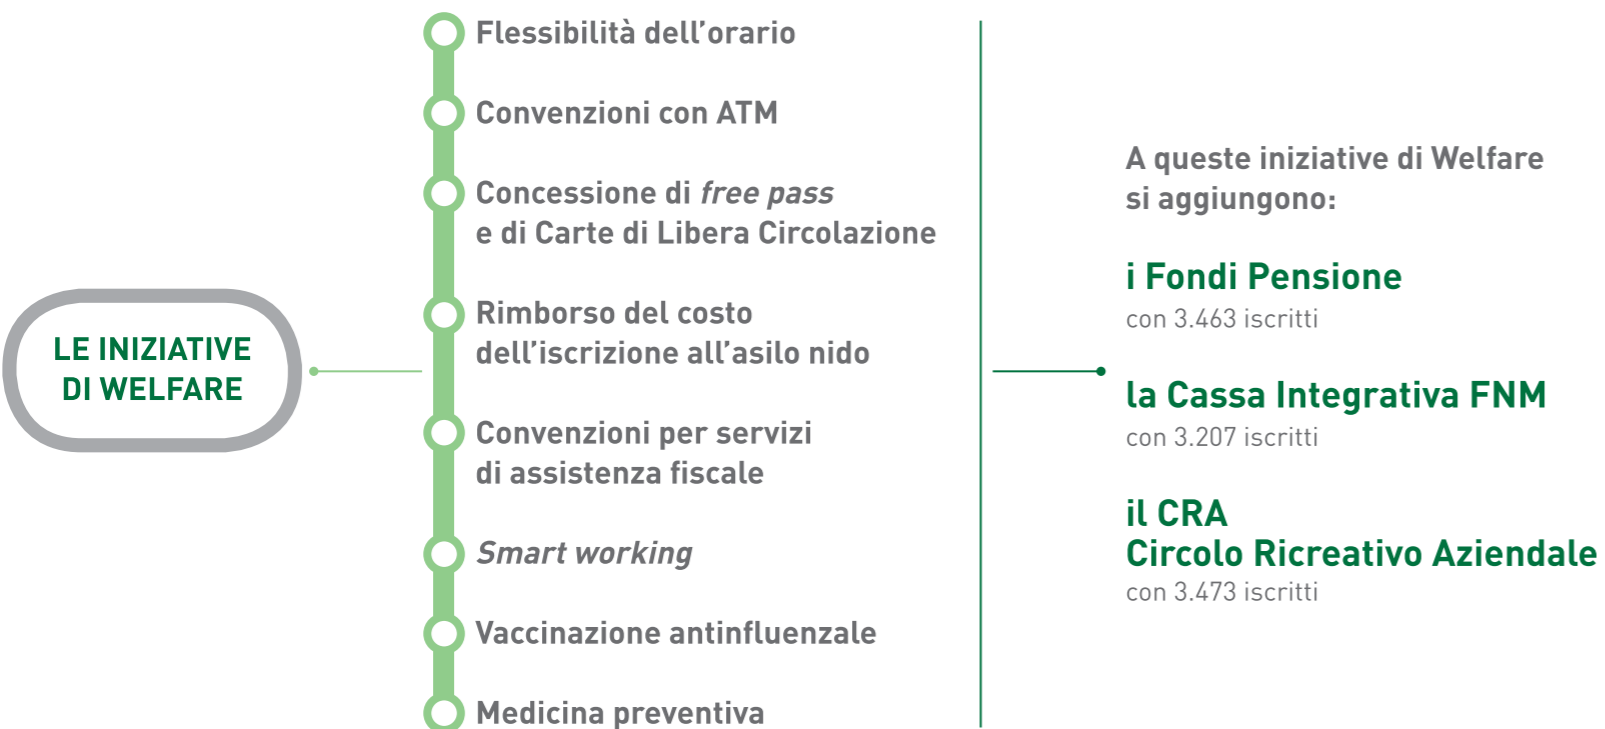 LE INIZIATIVE
DI WELFARE
Flessibilità dell’orario
Convenzioni con ATM
Concessione di free pass
e di Carte di Libera Circolazione
Rimborso del costo
dell’iscrizione all’asilo nido
Convenzioni per servizi
di assistenza fiscale
Smart working
Vaccinazione antinfluenzale
Medicina preventiva
A queste iniziative di Welfare
si aggiungono:
i Fondi Pensione
con 3.463 iscritti
la Cassa Integrativa FNM
con 3.207 iscritti
il CRA
Circolo Ricreativo Aziendale
con 3.473 iscritti